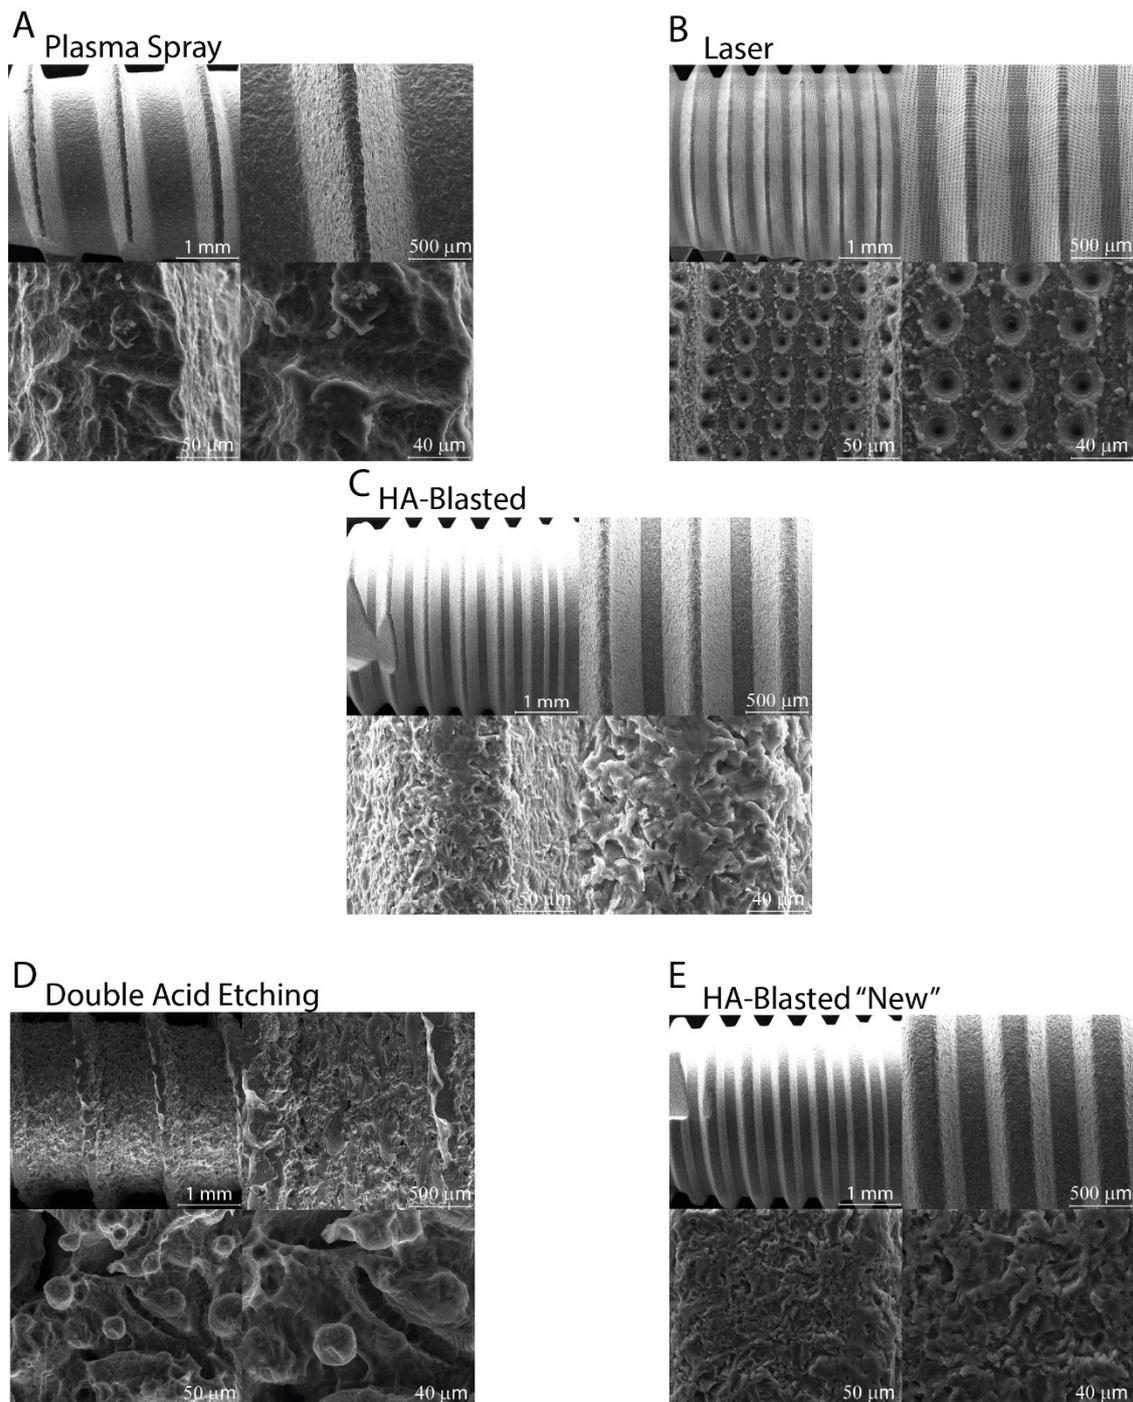 A
Plasma Spray
1 mm
500 μm
50 μm
40 μm
B
Laser
1 mm
500 μm
50 μm
40 μm
C
HA-Blasted
1 mm
500 μm
50 μm
40 μm
D
Double Acid Etching
1 mm
500 μm
50 μm
40 μm
E
HA-Blasted “New”
1 mm
500 μm
50 μm
40 μm